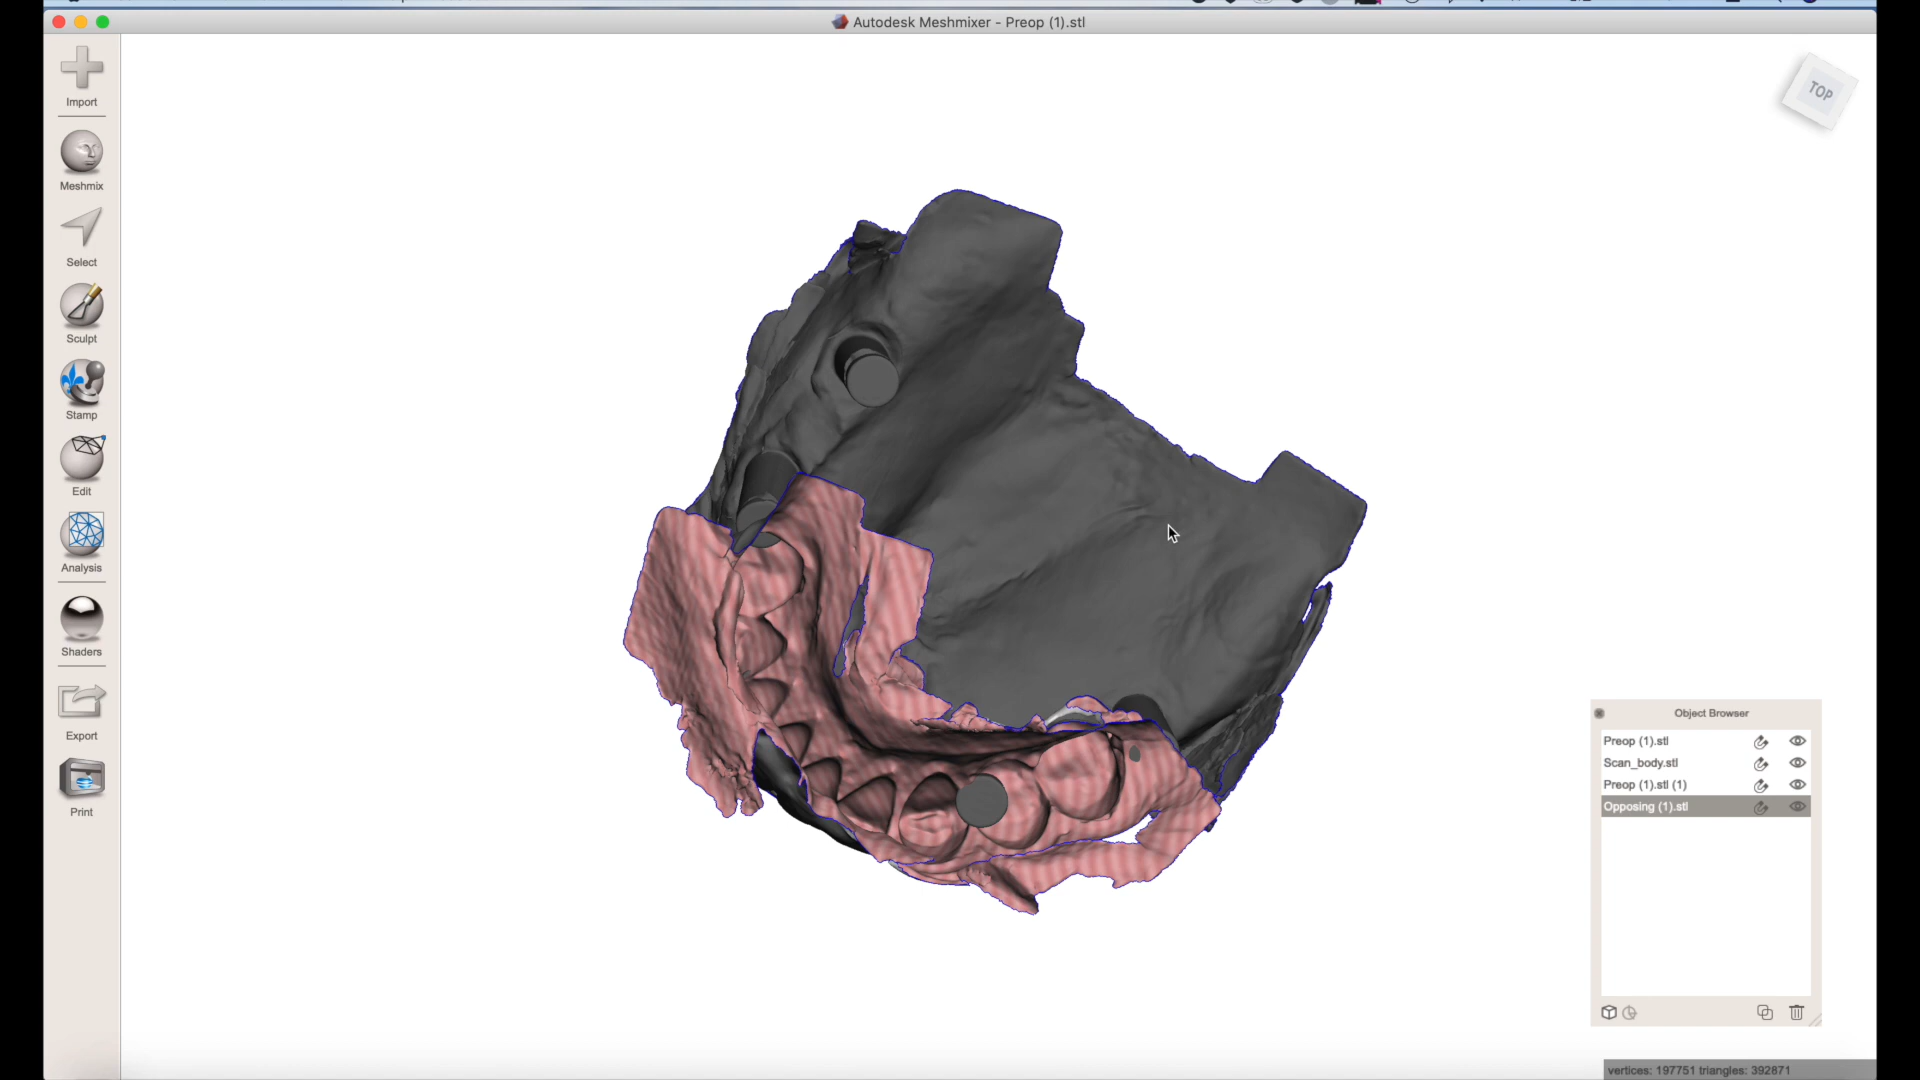 Autodesk Meshmixer - Preop (1).stl
Import
Meshmix
Select
Sculpt
Stamp
Edit
Analysis
Shaders
Export
Print
TOP
Object Browser
Preop (1).stl
Scan_body.stl
Preop (1).stl (1)
Opposing (1).stl
vertices: 197751 triangles: 392871